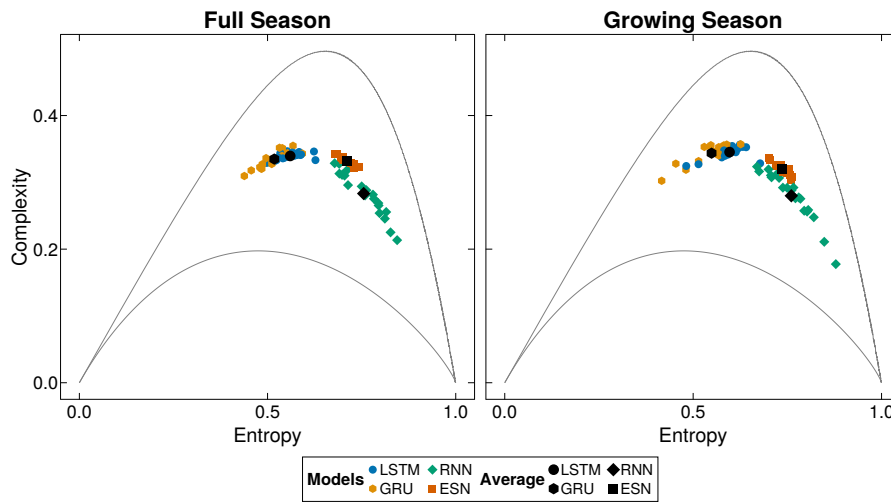 Full Season Growing Season
Complexity
0.4
0.2
0.0
0.0 0.5 1.0 0.0 0.5 1.0
Entropy Entropy
Models LSTM RNN Average LSTM RNN
GRU ESN GRU ESN